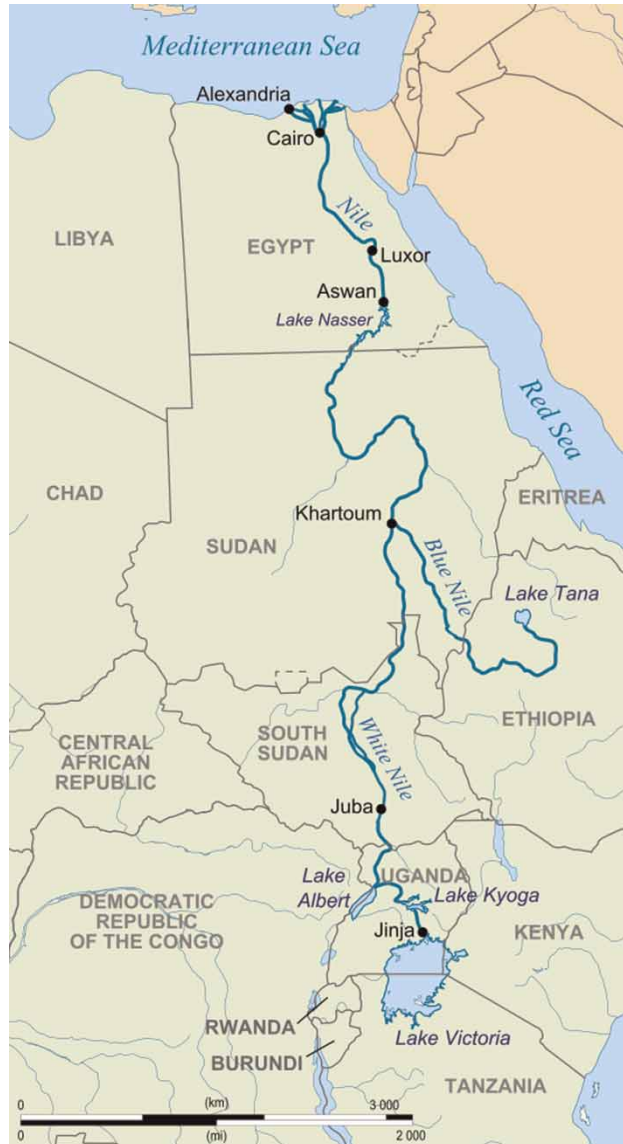 Mediterranean Sea
Alexandria
Cairo
Nile
LIBYA
EGYPT
Luxor
Aswan
Lake Nasser
Red Sea
CHAD
ERITREA
Khartoum
SUDAN
Blue Nile
Lake Tana
ETHIOPIA
SOUTH
SUDAN
CENTRAL
AFRICAN
REPUBLIC
White Nile
Juba
UGANDA
Lake
Albert
Lake Kyoga
DEMOCRATIC
REPUBLIC
OF THE CONGO
Jinja
KENYA
RWANDA
Lake Victoria
BURUNDI
TANZANIA
0 (km) 3 000
0 (mi) 2 000